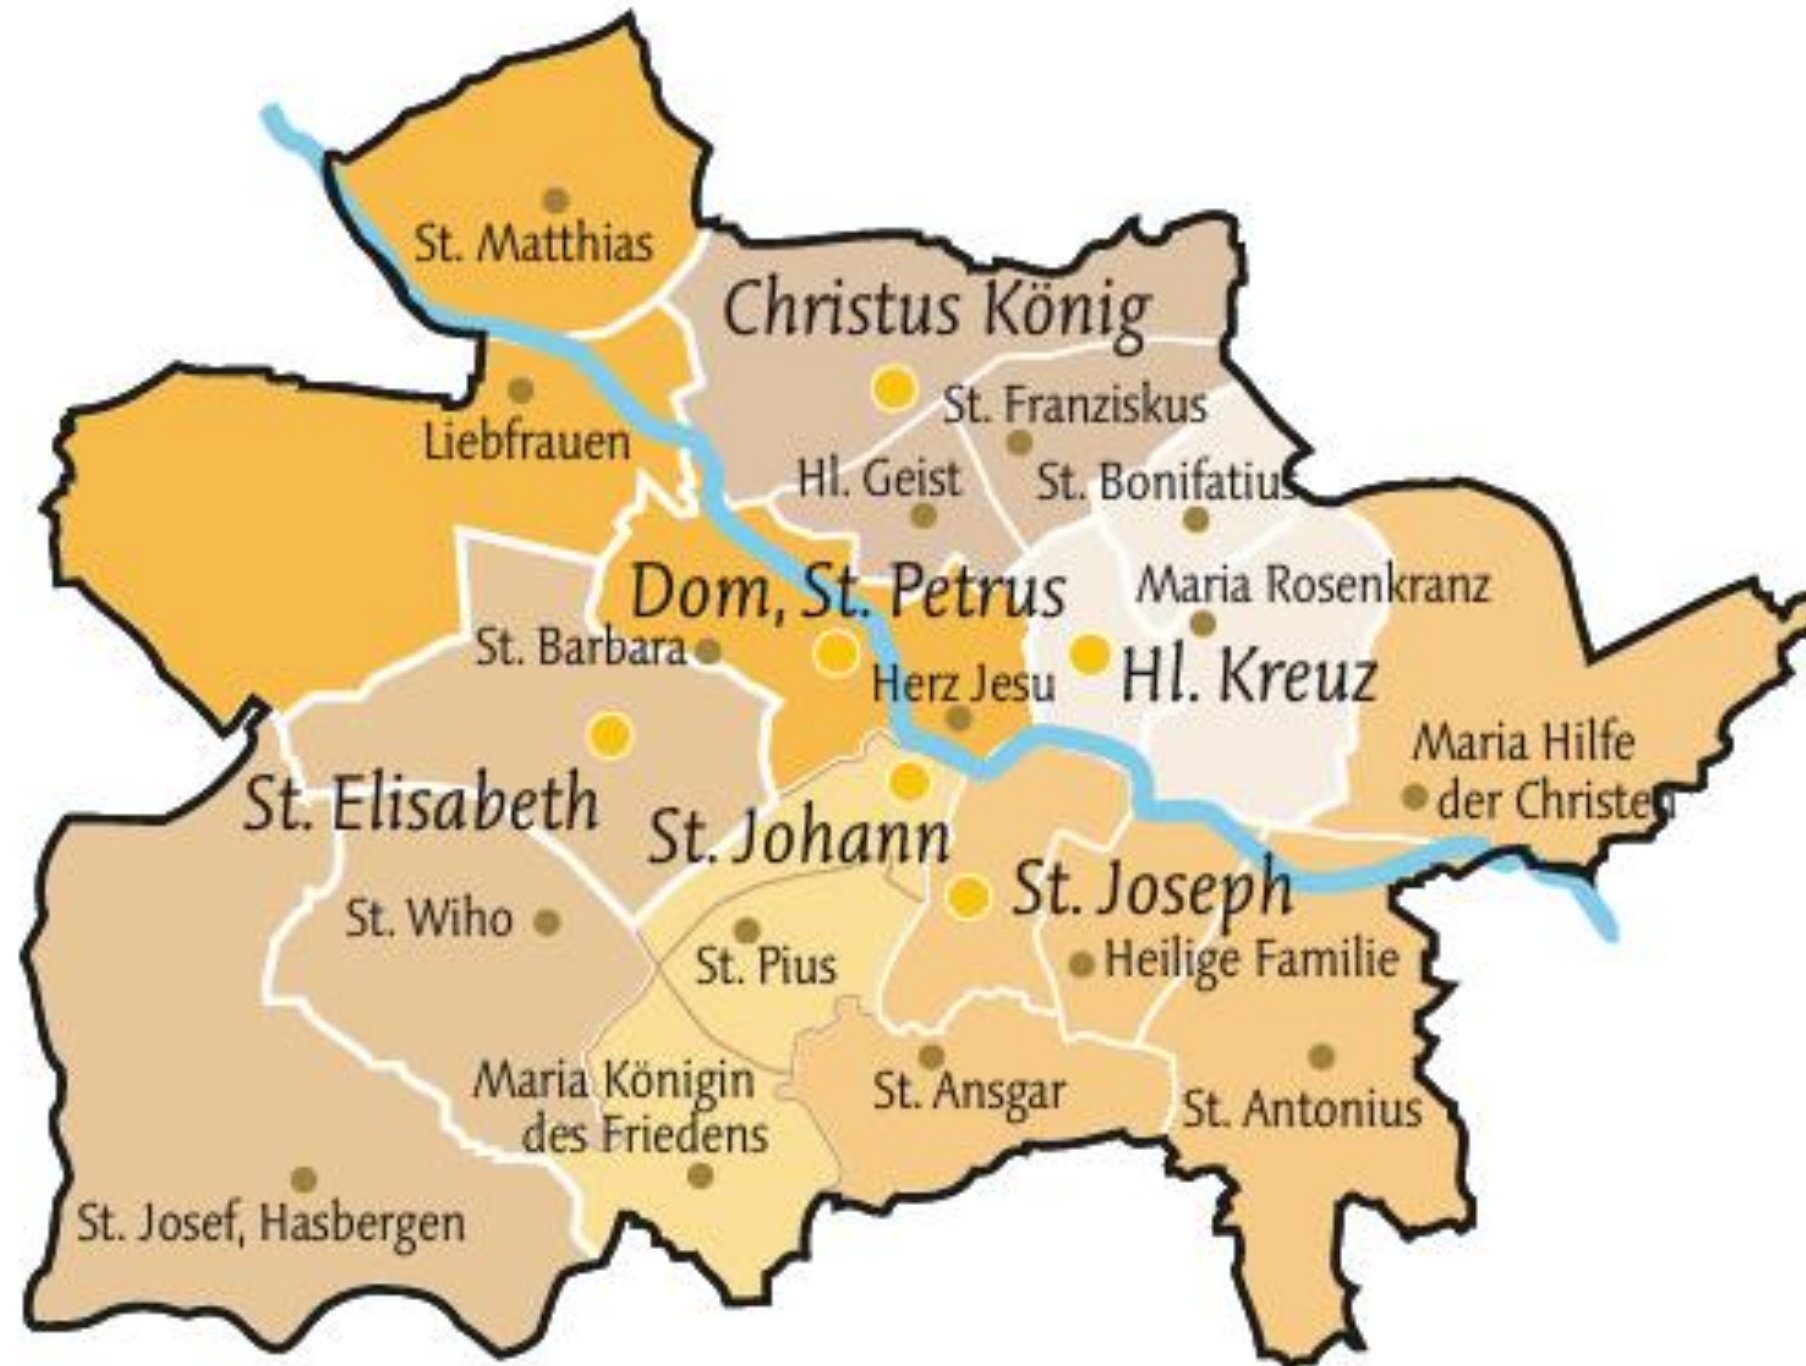 St. Matthias
Christus König
St. Franziskus
Liebfrauen
Hl. Geist
St. Bonifatius
Dom, St. Petrus
Maria Rosenkranz
St. Barbara
Herz Jesu
Hl. Kreuz
Maria Hilfe
der Christen
St. Elisabeth
St. Johann
St. Joseph
St. Wiho
St. Pius
Heilige Familie
Maria Königin
des Friedens
St. Ansgar
St. Antonius
St. Josef, Hasbergen